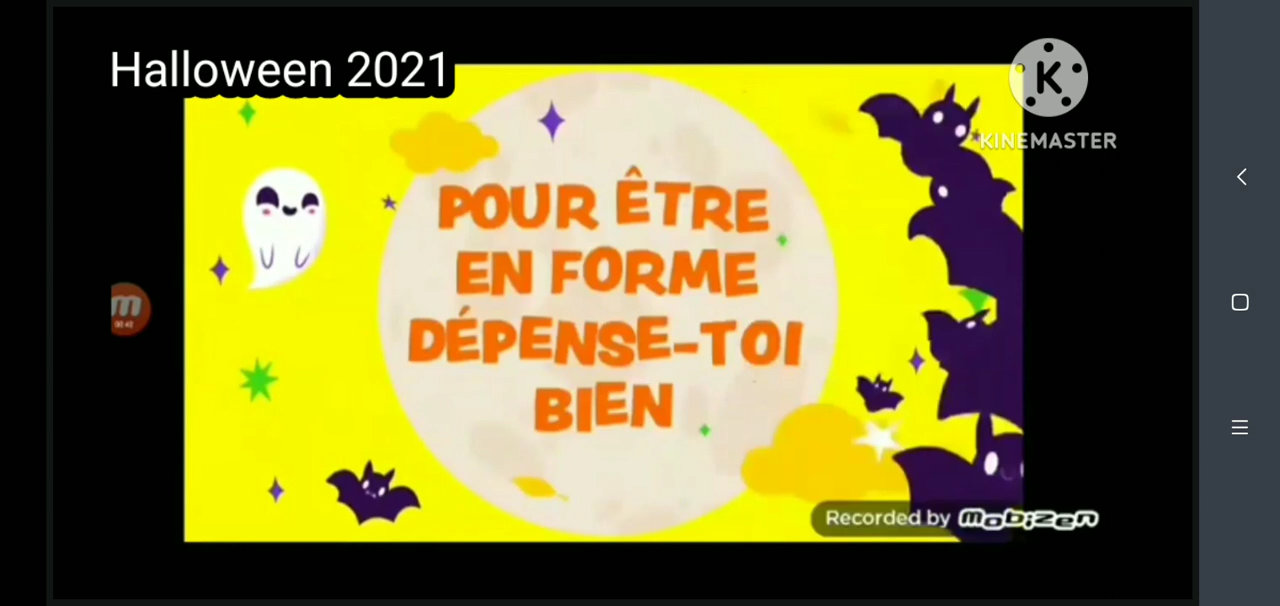 Halloween 2021
KINEMASTER
POUR ÊTRE
EN FORME
DÉPENSE-TOI
BIEN
Recorded by mobizen